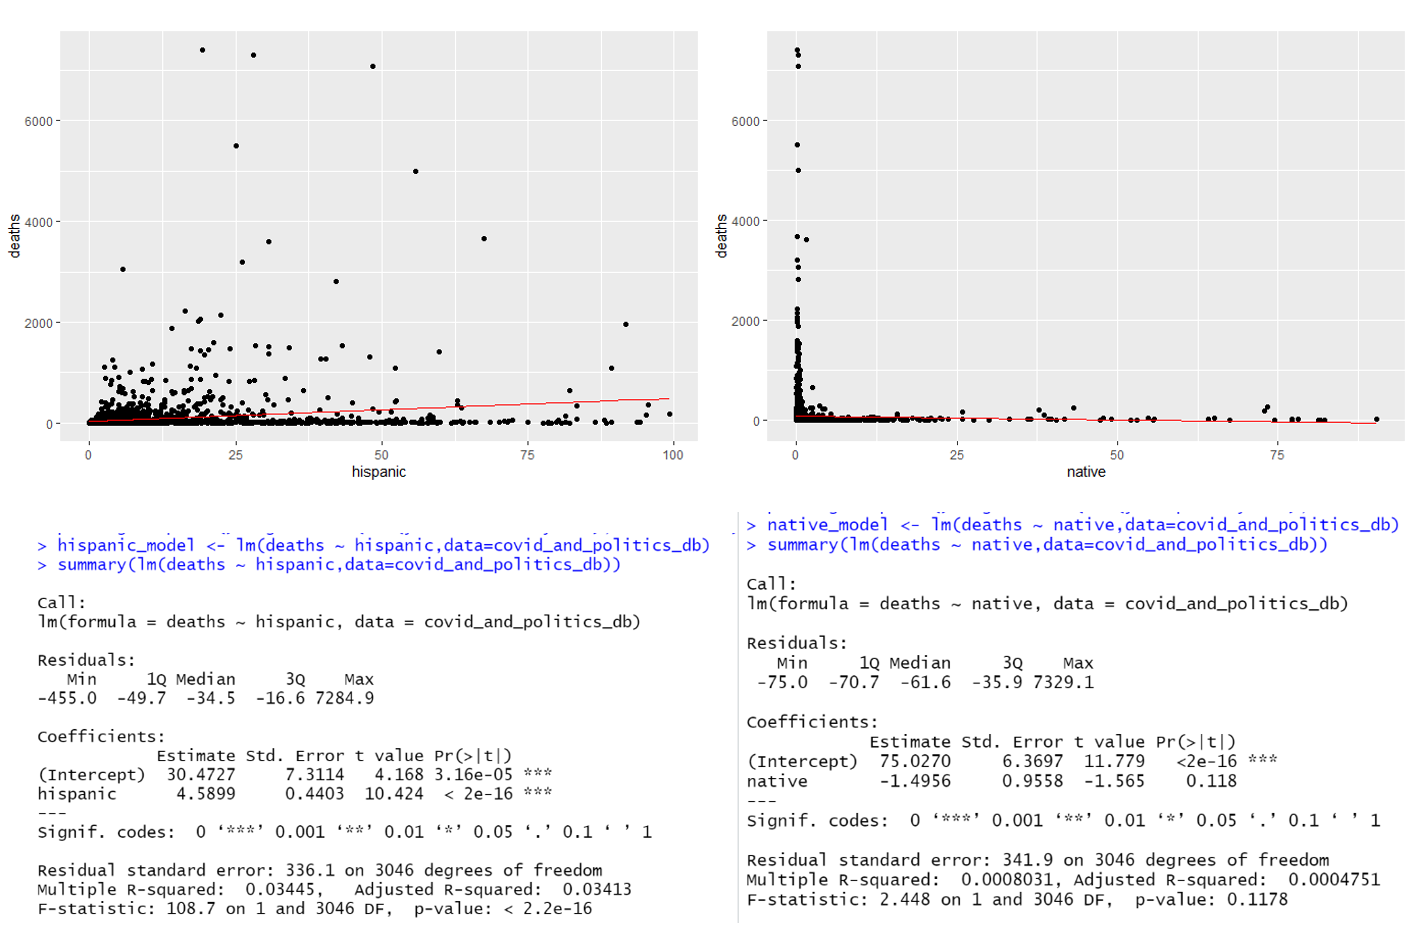 6000
4000
2000
0
deaths
0 25 50 75 100
hispanic
6000
4000
2000
0
deaths
0 25 50 75
native
> hispanic_model <- lm(deaths ~ hispanic,data=covid_and_politics_db)
> summary(lm(deaths ~ hispanic,data=covid_and_politics_db))
Call:
lm(formula = deaths ~ hispanic, data = covid_and_politics_db)
Residuals:
Min 1Q Median 3Q Max
-455.0 -49.7 -34.5 -16.6 7284.9
Coefficients:
Estimate Std. Error t value Pr(>|t|)
(Intercept) 30.4727 7.3114 4.168 3.16e-05 ***
hispanic 4.5899 0.4403 10.424 < 2e-16 ***
---
Signif. codes: 0 ‘***’ 0.001 ‘**’ 0.01 ‘*’ 0.05 ‘.’ 0.1 ‘ ’ 1
Residual standard error: 336.1 on 3046 degrees of freedom
Multiple R-squared: 0.03445, Adjusted R-squared: 0.03413
F-statistic: 108.7 on 1 and 3046 DF, p-value: < 2.2e-16
> native_model <- lm(deaths ~ native,data=covid_and_politics_db)
> summary(lm(deaths ~ native,data=covid_and_politics_db))
Call:
lm(formula = deaths ~ native, data = covid_and_politics_db)
Residuals:
Min 1Q Median 3Q Max
-75.0 -70.7 -61.6 -35.9 7329.1
Coefficients:
Estimate Std. Error t value Pr(>|t|)
(Intercept) 75.0270 6.3697 11.779 <2e-16 ***
native -1.4956 0.9558 -1.565 0.118
---
Signif. codes: 0 ‘***’ 0.001 ‘**’ 0.01 ‘*’ 0.05 ‘.’ 0.1 ‘ ’ 1
Residual standard error: 341.9 on 3046 degrees of freedom
Multiple R-squared: 0.0008031, Adjusted R-squared: 0.0004751
F-statistic: 2.448 on 1 and 3046 DF, p-value: 0.1178